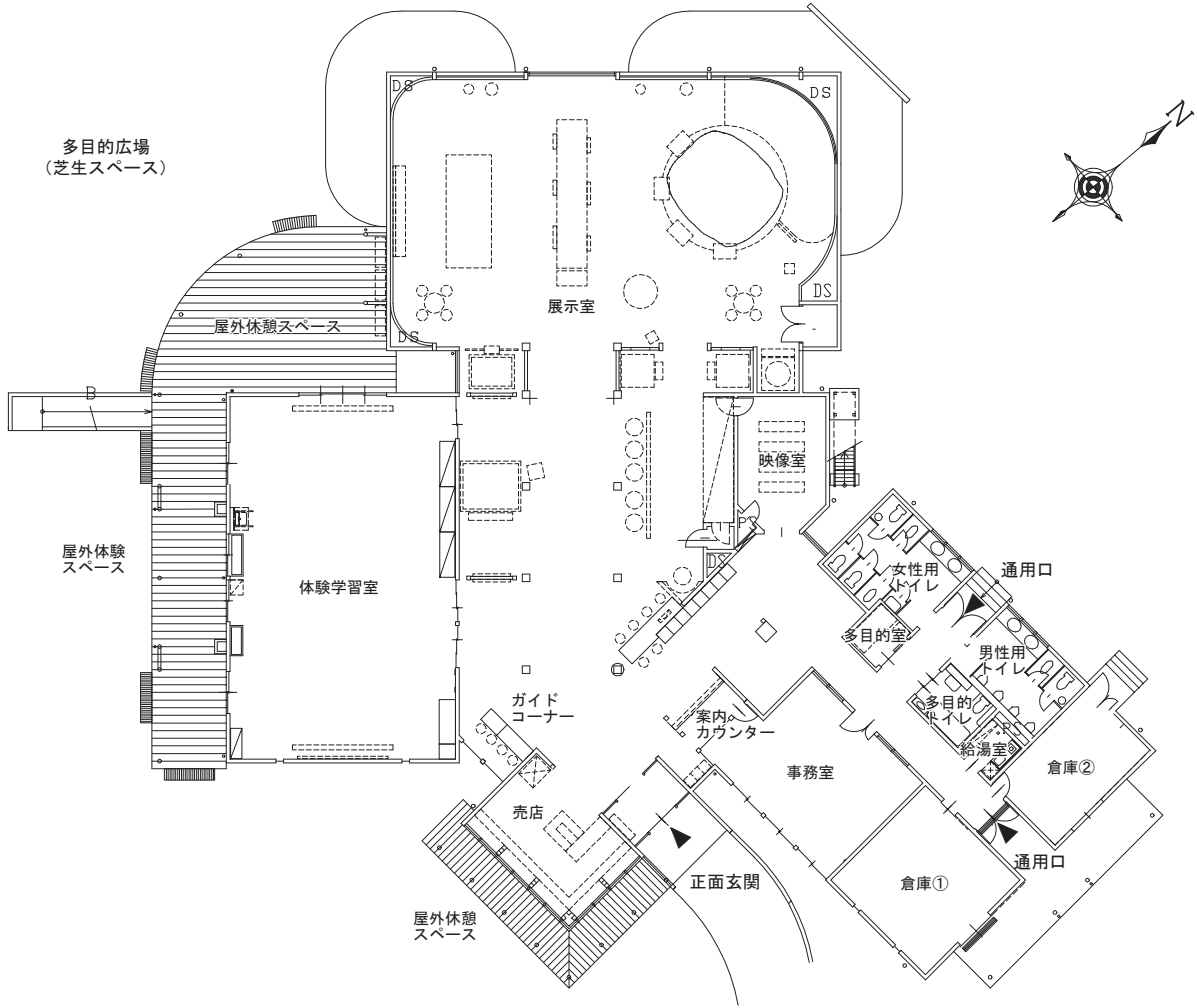 DS
DS
多目的広場
（芝生スペース）
N
DS
展示室
屋外休憩スペース
DS
B
映像室
PS
屋外体験
スペース
体験学習室
DS
女性用
トイレ
通用口
多目的室
男性用
トイレ
ガイド
コーナー
案内
カウンター
多目的
トイレ
PS
給湯室
事務室
倉庫②
売店
通用口
正面玄関
倉庫①
屋外休憩
スペース